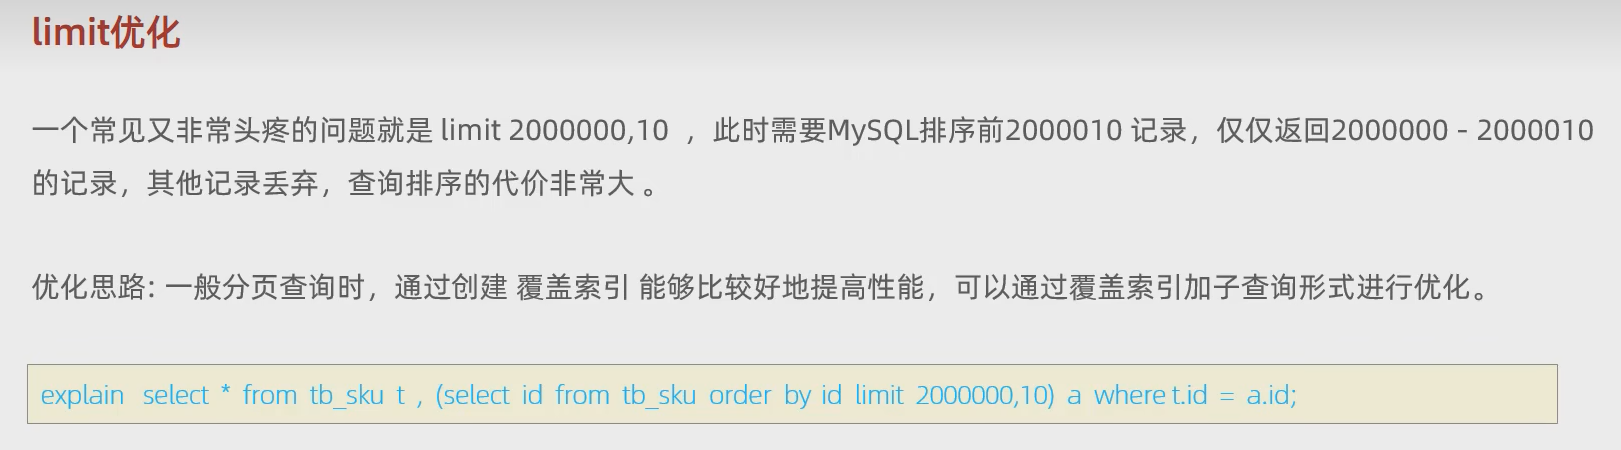 limit优化
一个常见又非常头疼的问题就是 limit 2000000,10 ，此时需要MySQL排序前2000010 记录，仅仅返回2000000 - 2000010
的记录，其他记录丢弃，查询排序的代价非常大 。
优化思路: 一般分页查询时，通过创建 覆盖索引 能够比较好地提高性能，可以通过覆盖索引加子查询形式进行优化。
explain select * from tb_sku t , (select id from tb_sku order by id limit 2000000,10) a where t.id = a.id;